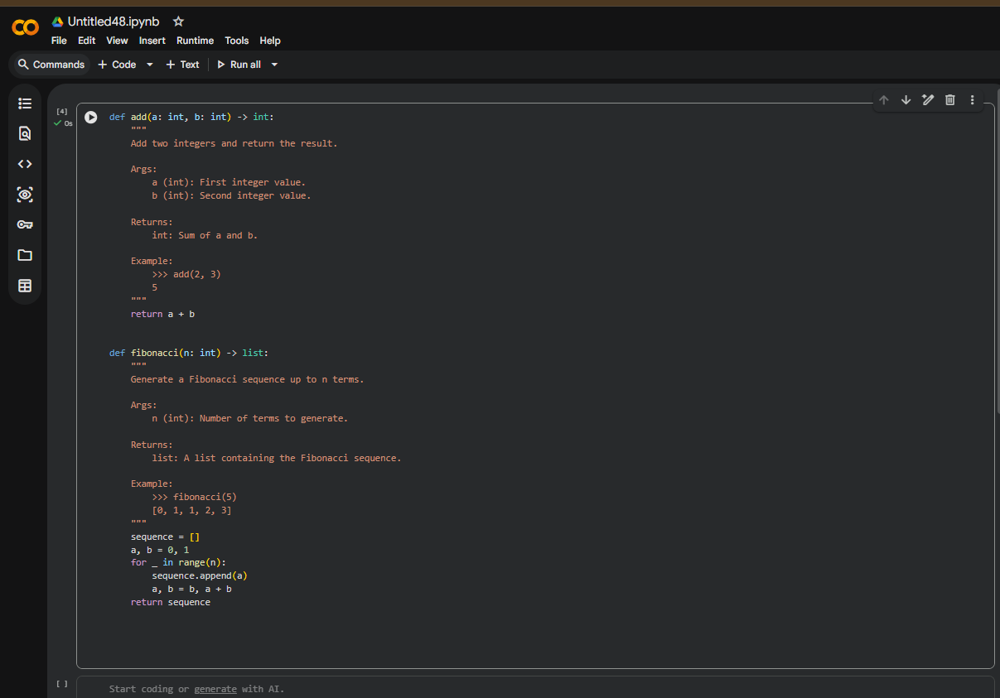 CO Untitled48.ipynb
File Edit View Insert Runtime Tools Help
Commands + Code + Text Run all
[4]
0s
def add(a: int, b: int) -> int:
    """
    Add two integers and return the result.

    Args:
        a (int): First integer value.
        b (int): Second integer value.

    Returns:
        int: Sum of a and b.

    Example:
        >>> add(2, 3)
        5
    """
    return a + b


def fibonacci(n: int) -> list:
    """
    Generate a Fibonacci sequence up to n terms.

    Args:
        n (int): Number of terms to generate.

    Returns:
        list: A list containing the Fibonacci sequence.

    Example:
        >>> fibonacci(5)
        [0, 1, 1, 2, 3]
    """
    sequence = []
    a, b = 0, 1
    for _ in range(n):
        sequence.append(a)
        a, b = b, a + b
    return sequence
[ ]
Start coding or generate with AI.